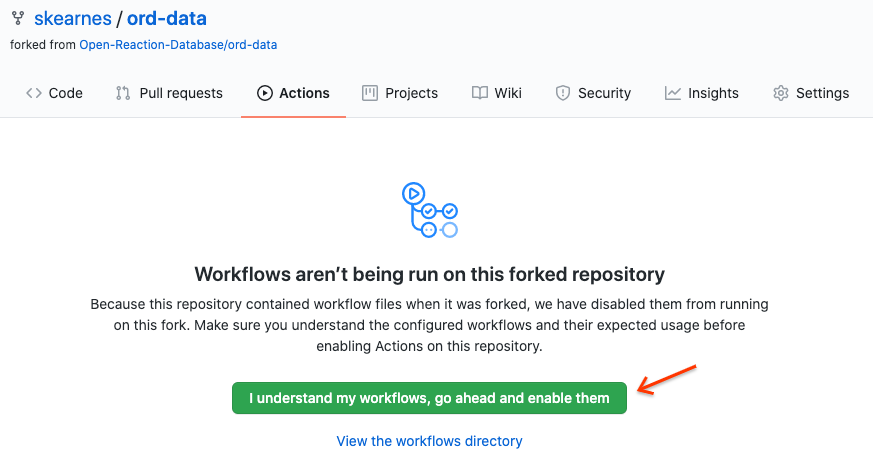 skearnes / ord-data
forked from Open-Reaction-Database/ord-data
Code Pull requests Actions Projects Wiki Security Insights Settings
Workflows aren’t being run on this forked repository
Because this repository contained workflow files when it was forked, we have disabled them from running
on this fork. Make sure you understand the configured workflows and their expected usage before
enabling Actions on this repository.
I understand my workflows, go ahead and enable them
View the workflows directory